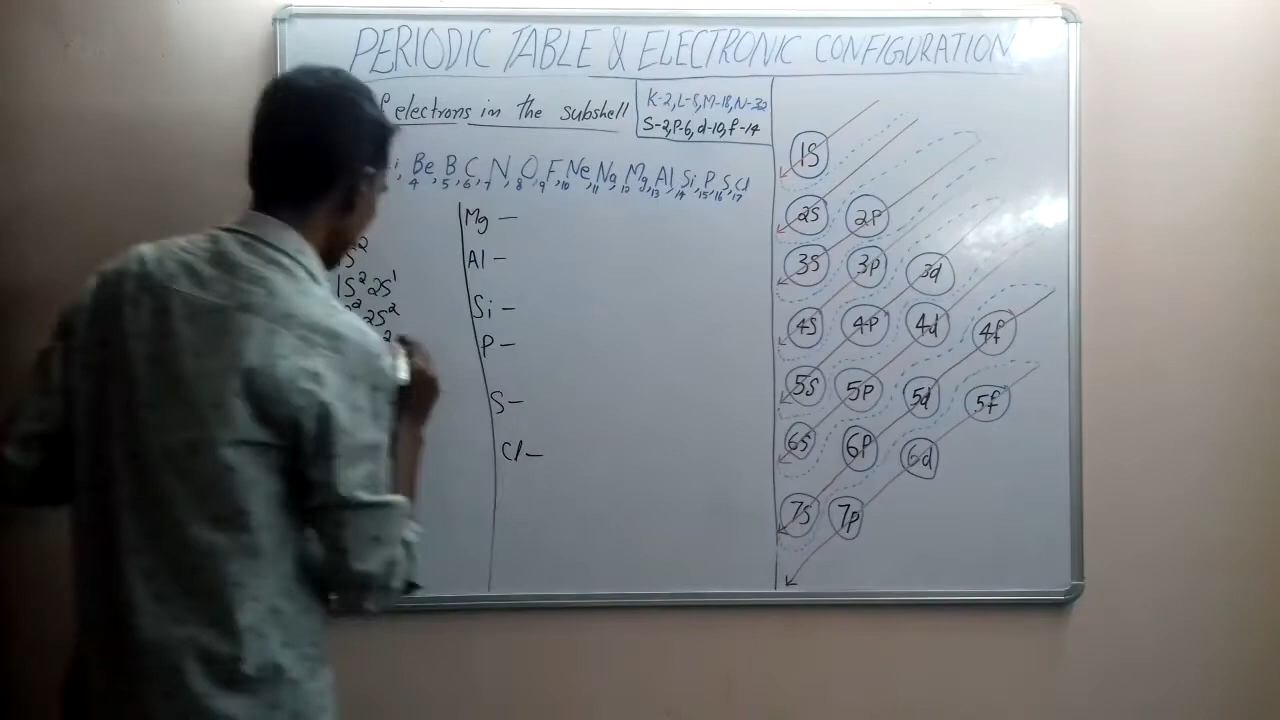 PERIODIC TABLE & ELECTRONIC CONFIGURATION
electrons in the subshell
K-2, L-8, M-18, N-32
S-2, P-6, d-10, f-14
Be, B, C, N, O, F, Ne, Na, Mg, Al, Si, P, S, Cl
4 5 6 7 8 9 10 11 12 13 14 15 16 17
1S²2S¹
2S²
Mg –
Al –
Si –
P –
S –
Cl –
1S
2S 2P
3S 3P 3d
4S 4P 4d 4f
5S 5P 5d 5f
6S 6P 6d
7S 7P